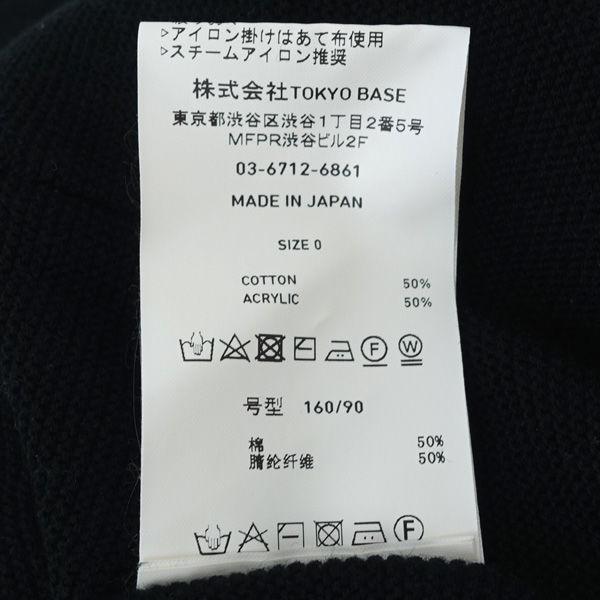 ▷アイロン掛けはあて布使用
▷スチームアイロン推奨
株式会社TOKYO BASE
東京都渋谷区渋谷1丁目2番5号
MFPR渋谷ビル2F
03-6712-6861
MADE IN JAPAN
SIZE 0
COTTON 50%
ACRYLIC 50%
F W
号型 160/90
棉 50%
腈纶纤维 50%
F